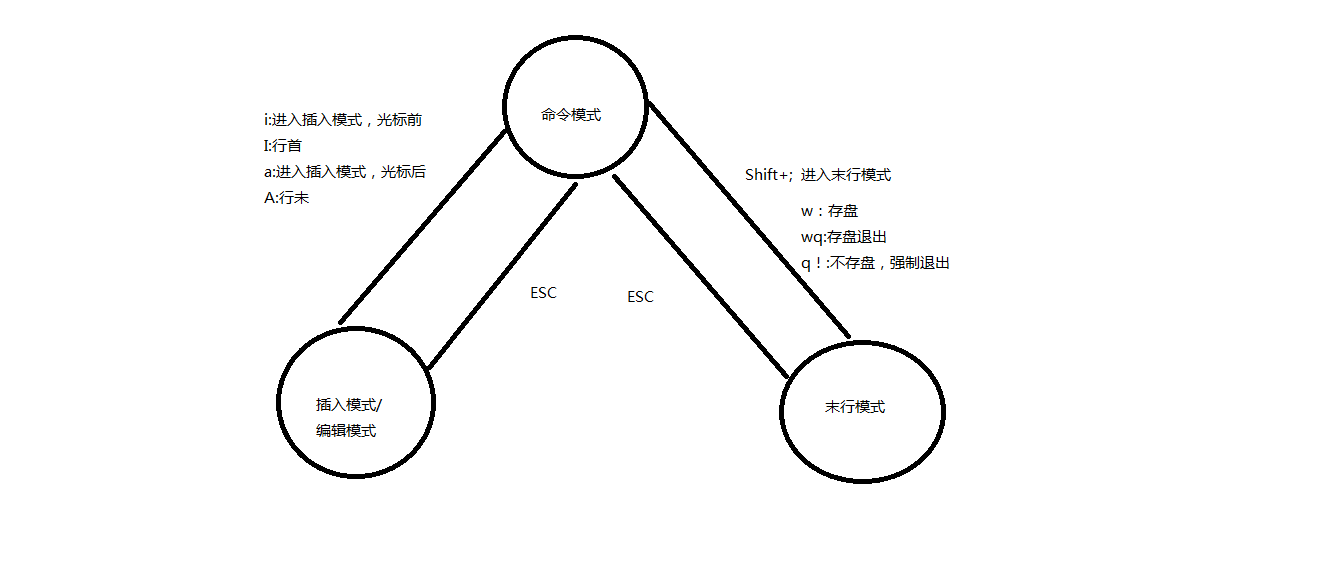 命令模式
i:进入插入模式，光标前
I:行首
a:进入插入模式，光标后
A:行未
Shift+; 进入末行模式
w：存盘
wq:存盘退出
q！:不存盘，强制退出
ESC
ESC
插入模式/
编辑模式
末行模式